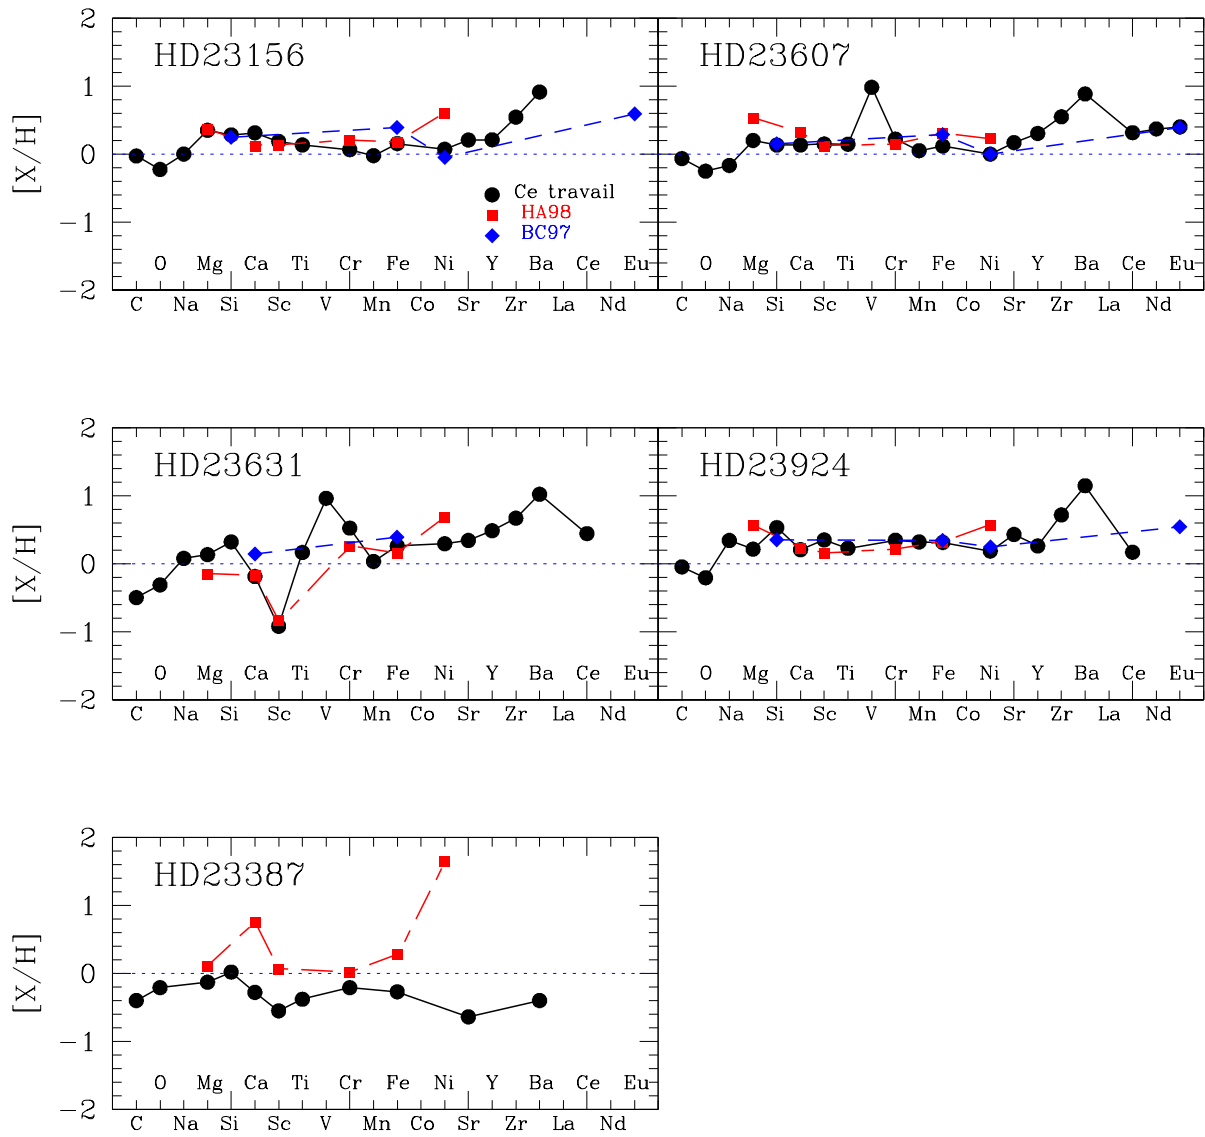 HD23156
HD23607
[X/H]
2
1
0
−1
−2
Ce travail
HA98
BC97
O Mg Ca Ti Cr Fe Ni Y Ba Ce Eu
O Mg Ca Ti Cr Fe Ni Y Ba Ce Eu
C Na Si Sc V Mn Co Sr Zr La Nd
C Na Si Sc V Mn Co Sr Zr La Nd
HD23631
HD23924
[X/H]
2
1
0
−1
−2
O Mg Ca Ti Cr Fe Ni Y Ba Ce Eu
O Mg Ca Ti Cr Fe Ni Y Ba Ce Eu
C Na Si Sc V Mn Co Sr Zr La Nd
C Na Si Sc V Mn Co Sr Zr La Nd
HD23387
[X/H]
2
1
0
−1
−2
O Mg Ca Ti Cr Fe Ni Y Ba Ce Eu
C Na Si Sc V Mn Co Sr Zr La Nd